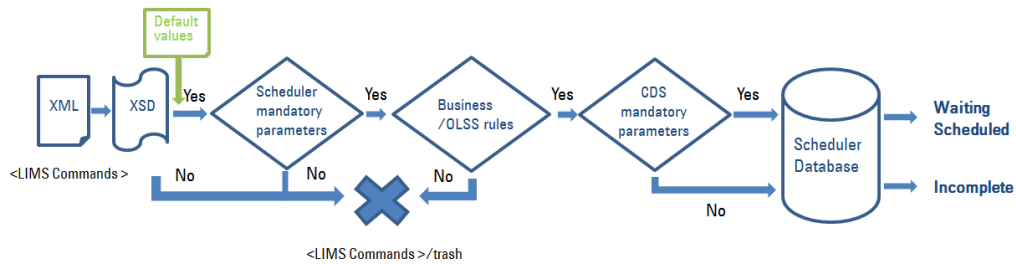 Default
values
XML
XSD
Yes
Scheduler
mandatory
parameters
Yes
Business
/OLSS rules
Yes
CDS
mandatory
parameters
Yes
Scheduler
Database
Waiting
Scheduled
Incomplete
<LIMS Commands >
No
No
No
No
<LIMS Commands >/trash